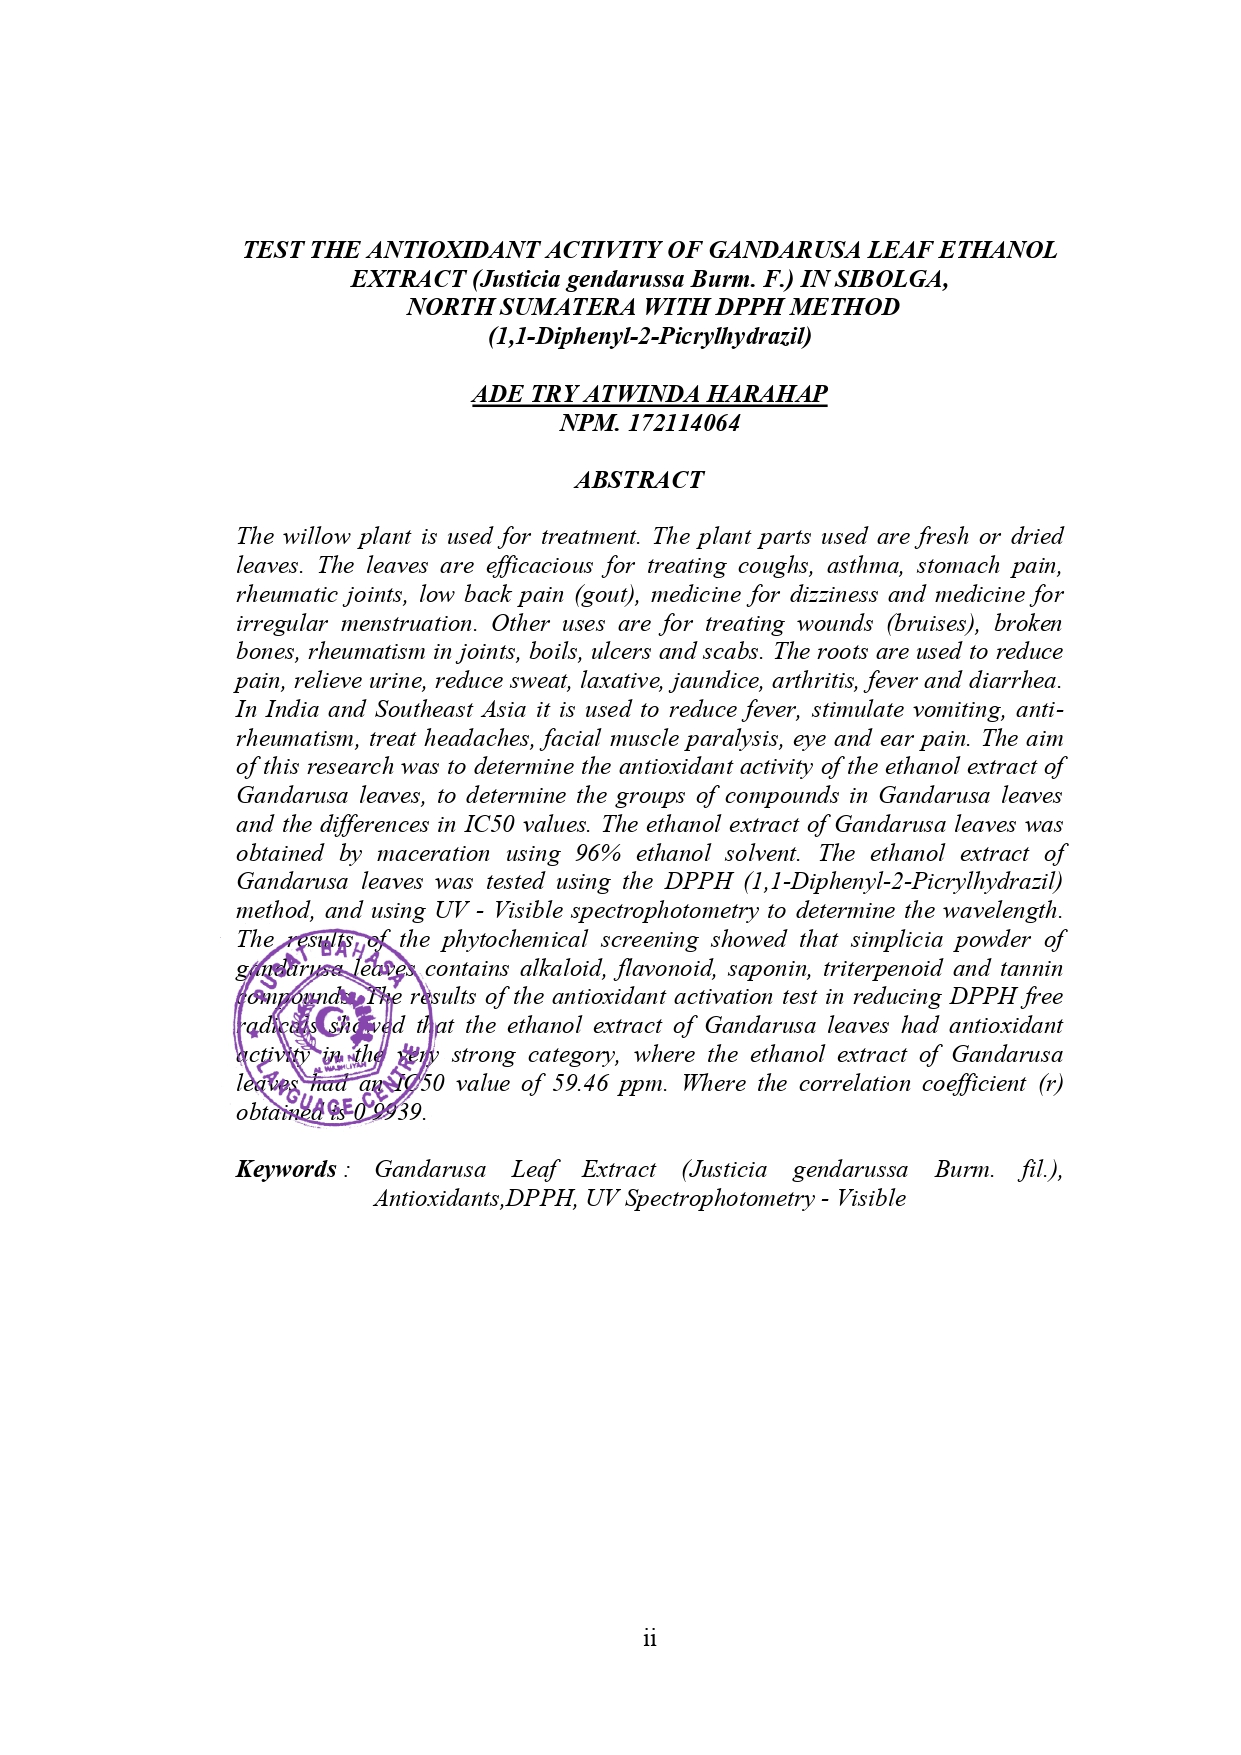 TEST THE ANTIOXIDANT ACTIVITY OF GANDARUSA LEAF ETHANOL
EXTRACT (Justicia gendarussa Burm. F.) IN SIBOLGA,
NORTH SUMATERA WITH DPPH METHOD
(1,1-Diphenyl-2-Picrylhydrazil)
ADE TRY ATWINDA HARAHAP
NPM. 172114064
ABSTRACT
The willow plant is used for treatment. The plant parts used are fresh or dried
leaves. The leaves are efficacious for treating coughs, asthma, stomach pain,
rheumatic joints, low back pain (gout), medicine for dizziness and medicine for
irregular menstruation. Other uses are for treating wounds (bruises), broken
bones, rheumatism in joints, boils, ulcers and scabs. The roots are used to reduce
pain, relieve urine, reduce sweat, laxative, jaundice, arthritis, fever and diarrhea.
In India and Southeast Asia it is used to reduce fever, stimulate vomiting, anti-
rheumatism, treat headaches, facial muscle paralysis, eye and ear pain. The aim
of this research was to determine the antioxidant activity of the ethanol extract of
Gandarusa leaves, to determine the groups of compounds in Gandarusa leaves
and the differences in IC50 values. The ethanol extract of Gandarusa leaves was
obtained by maceration using 96% ethanol solvent. The ethanol extract of
Gandarusa leaves was tested using the DPPH (1,1-Diphenyl-2-Picrylhydrazil)
method, and using UV - Visible spectrophotometry to determine the wavelength.
The results of the phytochemical screening showed that simplicia powder of
gandarusa leaves contains alkaloid, flavonoid, saponin, triterpenoid and tannin
compounds. The results of the antioxidant activation test in reducing DPPH free
radicals showed that the ethanol extract of Gandarusa leaves had antioxidant
activity in the very strong category, where the ethanol extract of Gandarusa
leaves had an IC50 value of 59.46 ppm. Where the correlation coefficient (r)
obtained is 0.9939.
PUSAT BAHASA
UMN
AL WASHLIYAH
LANGUAGE CENTRE
Keywords : Gandarusa Leaf Extract (Justicia gendarussa Burm. fil.),
Antioxidants,DPPH, UV Spectrophotometry - Visible
ii